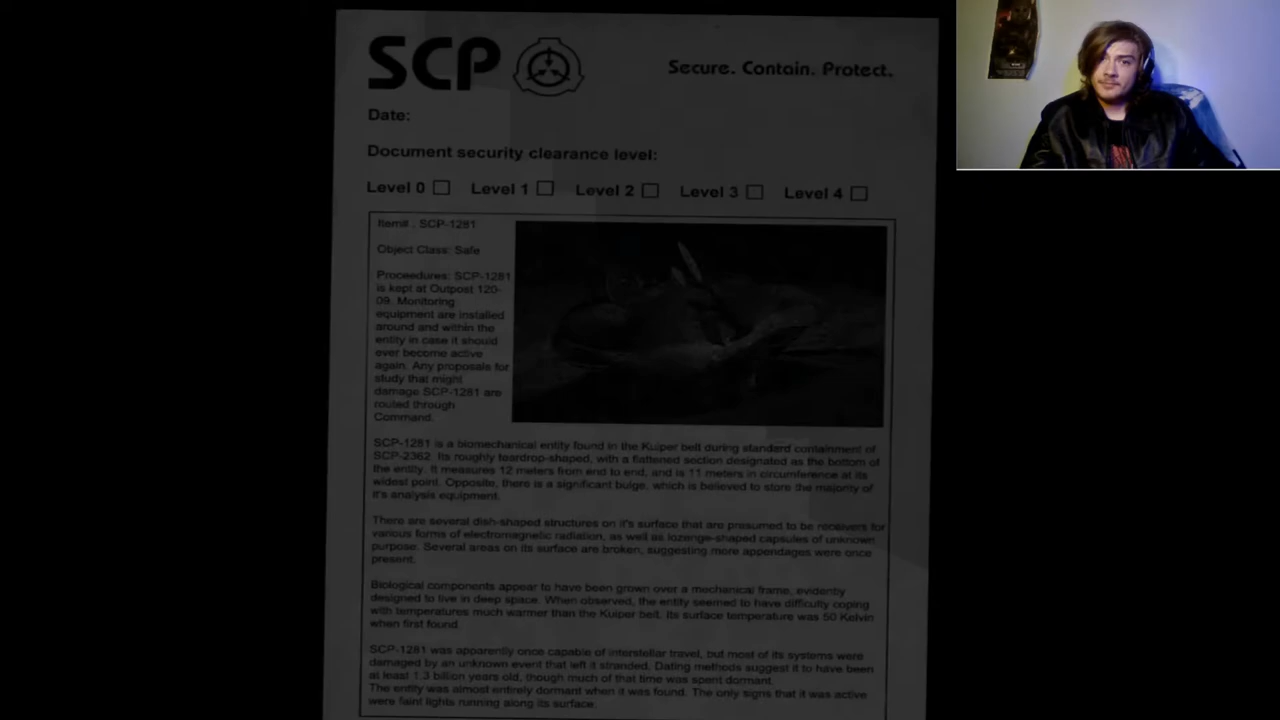 SCP
Secure. Contain. Protect.
Date:
Document security clearance level:
Level 0 Level 1 Level 2 Level 3 Level 4
Item# : SCP-1281
Object Class: Safe
Proceedures: SCP-1281
is kept at Outpost 120-
09. Monitoring
equipment are installed
around and within the
entity in case it should
ever become active
again. Any proposals for
study that might
damage SCP-1281 are
routed through
Command.
SCP-1281 is a biomechanical entity found in the Kuiper belt during standard containment of
SCP-2362. Its roughly teardrop-shaped, with a flattened section designated as the bottom of
the entity. It measures 12 meters from end to end, and is 11 meters in circumference at its
widest point. Opposite, there is a significant bulge, which is believed to store the majority of
it's analysis equipment.
There are several dish-shaped structures on it's surface that are presumed to be receivers for
various forms of electromagnetic radiation, as well as lozenge-shaped capsules of unknown
purpose. Several areas on its surface are broken, suggesting more appendages were once
present.
Biological components appear to have been grown over a mechanical frame, evidently
designed to live in deep space. When observed, the entity seemed to have difficulty coping
with temperatures much warmer than the Kuiper belt. Its surface temperature was 50 Kelvin
when first found.
SCP-1281 was apparently once capable of interstellar travel, but most of its systems were
damaged by an unknown event that left it stranded. Dating methods suggest it to have been
at least 1.3 billion years old, though much of that time was spent dormant.
The entity was almost entirely dormant when it was found. The only signs that it was active
were faint lights running along its surface.